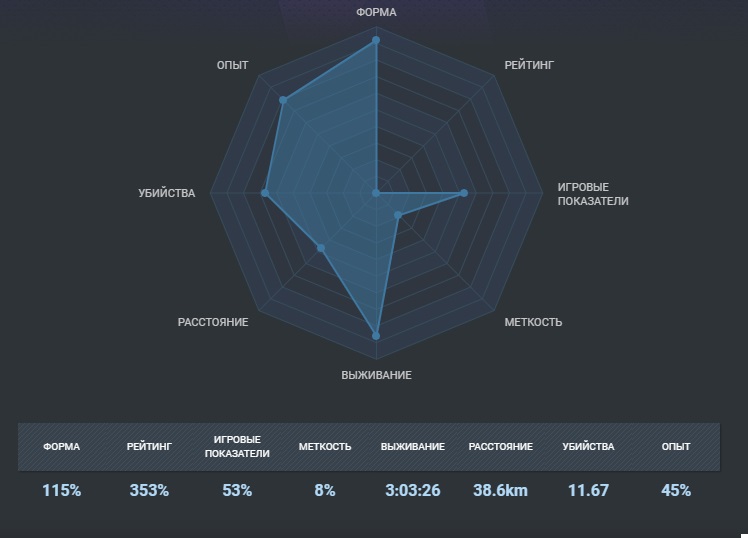 ФОРМА
ОПЫТ
РЕЙТИНГ
УБИЙСТВА
ИГРОВЫЕ
ПОКАЗАТЕЛИ
РАССТОЯНИЕ
МЕТКОСТЬ
ВЫЖИВАНИЕ
ФОРМА РЕЙТИНГ ИГРОВЫЕ ПОКАЗАТЕЛИ МЕТКОСТЬ ВЫЖИВАНИЕ РАССТОЯНИЕ УБИЙСТВА ОПЫТ
115% 353% 53% 8% 3:03:26 38.6km 11.67 45%